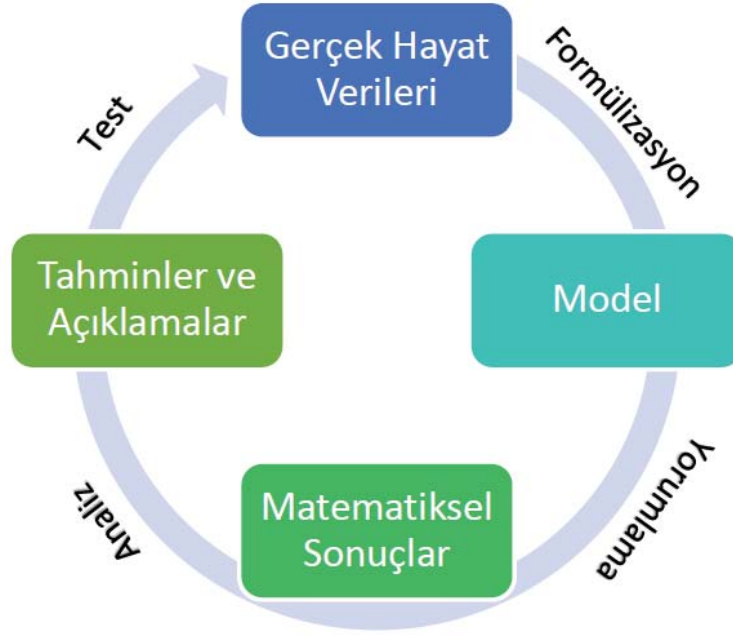 Gerçek Hayat
Verileri
Formülizasyon
Model
Yorumlama
Matematiksel
Sonuçlar
Analiz
Tahminler ve
Açıklamalar
Test